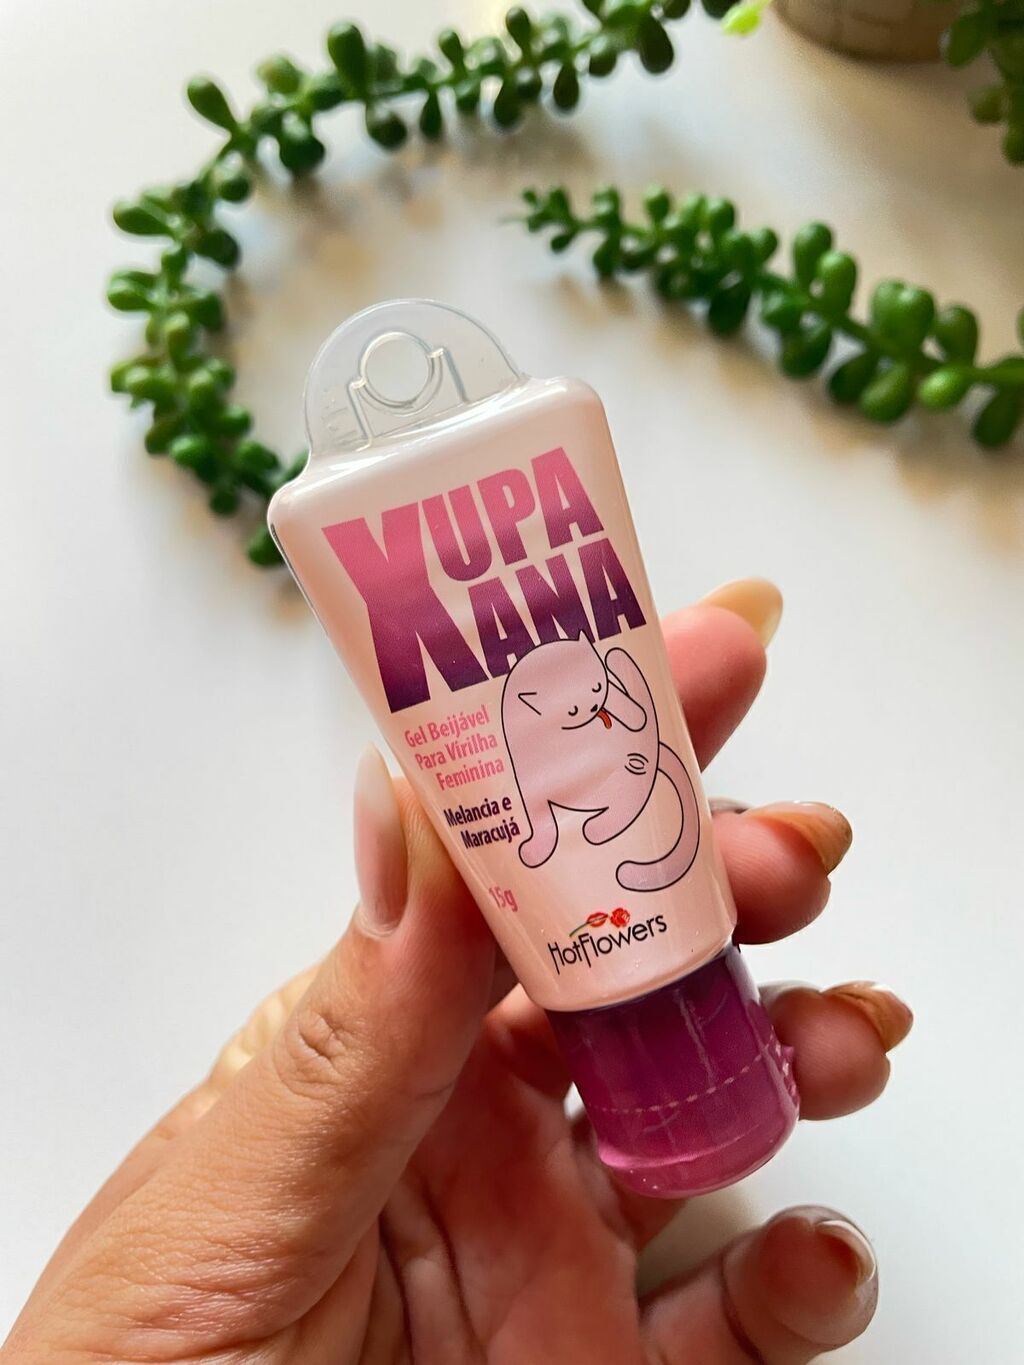 XUPA
XANA
Gel Beijável
Para Virilha
Feminina
Melancia e
Maracujá
15g
HotFlowers